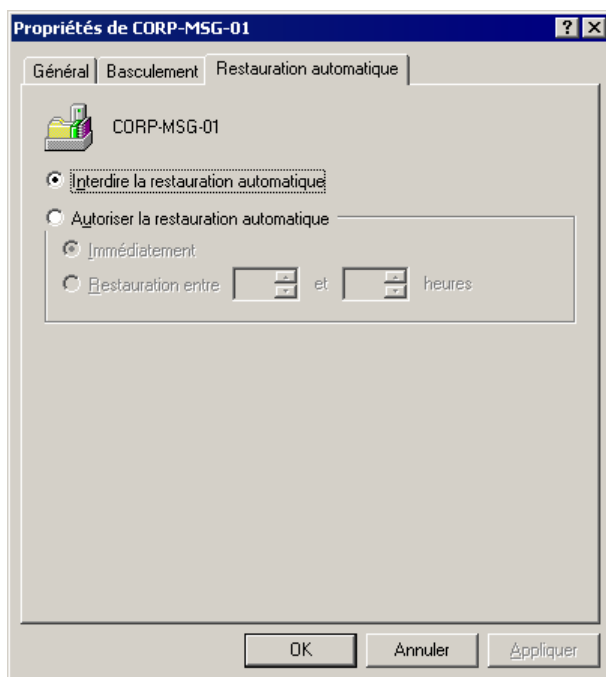 Propriétés de CORP-MSG-01
Général
Basculement
Restauration automatique
CORP-MSG-01
Interdire la restauration automatique
Autoriser la restauration automatique
Immédiatement
Restauration entre et heures
OK
Annuler
Appliquer